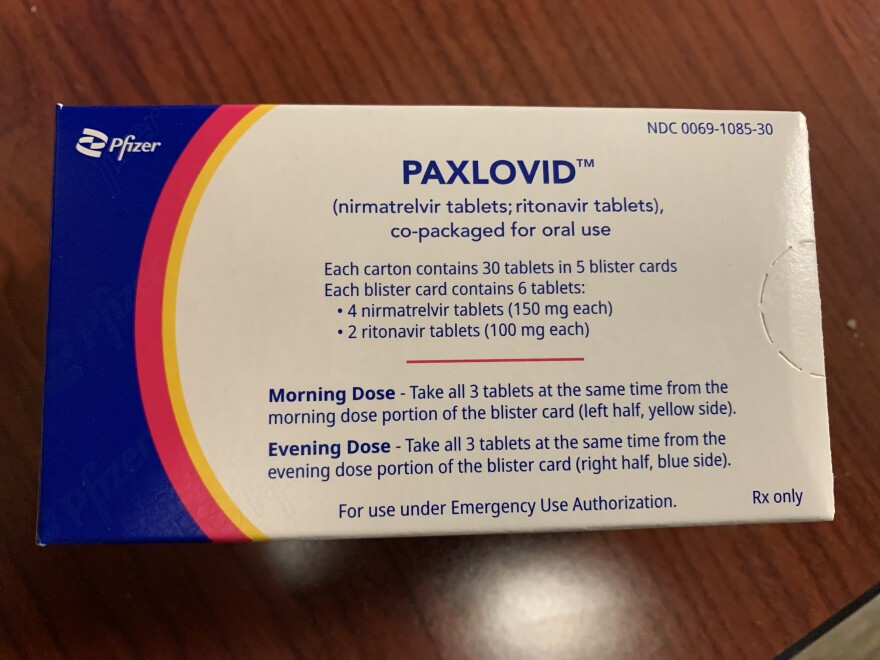 Pfizer
NDC 0069-1085-30
PAXLOVID™
(nirmatrelvir tablets; ritonavir tablets),
co-packaged for oral use
Each carton contains 30 tablets in 5 blister cards
Each blister card contains 6 tablets:
• 4 nirmatrelvir tablets (150 mg each)
• 2 ritonavir tablets (100 mg each)
Morning Dose - Take all 3 tablets at the same time from the
morning dose portion of the blister card (left half, yellow side).
Evening Dose - Take all 3 tablets at the same time from the
evening dose portion of the blister card (right half, blue side).
For use under Emergency Use Authorization.
Rx only